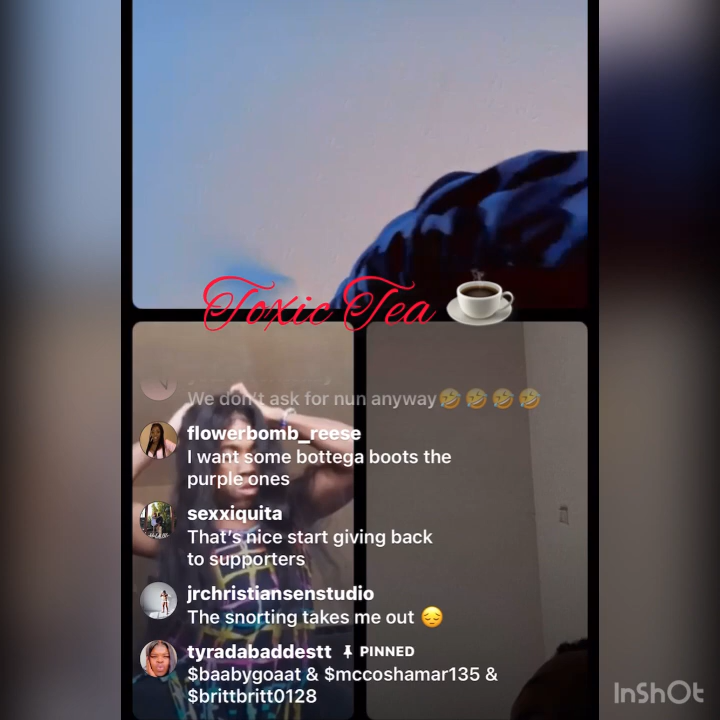 Toxic Tea
We don't ask for nun anyway🤣🤣🤣🤣
flowerbomb_reese
I want some bottega boots the
purple ones
sexxiquita
That's nice start giving back
to supporters
jrchristiansenstudio
The snorting takes me out 😔
tyradabaddestt PINNED
$baabygoaat & $mccoshamar135 &
$brittbritt0128
InShOt